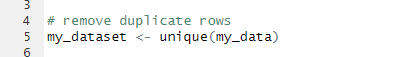 3
4 # remove duplicate rows
5 my_dataset <- unique(my_data)
6